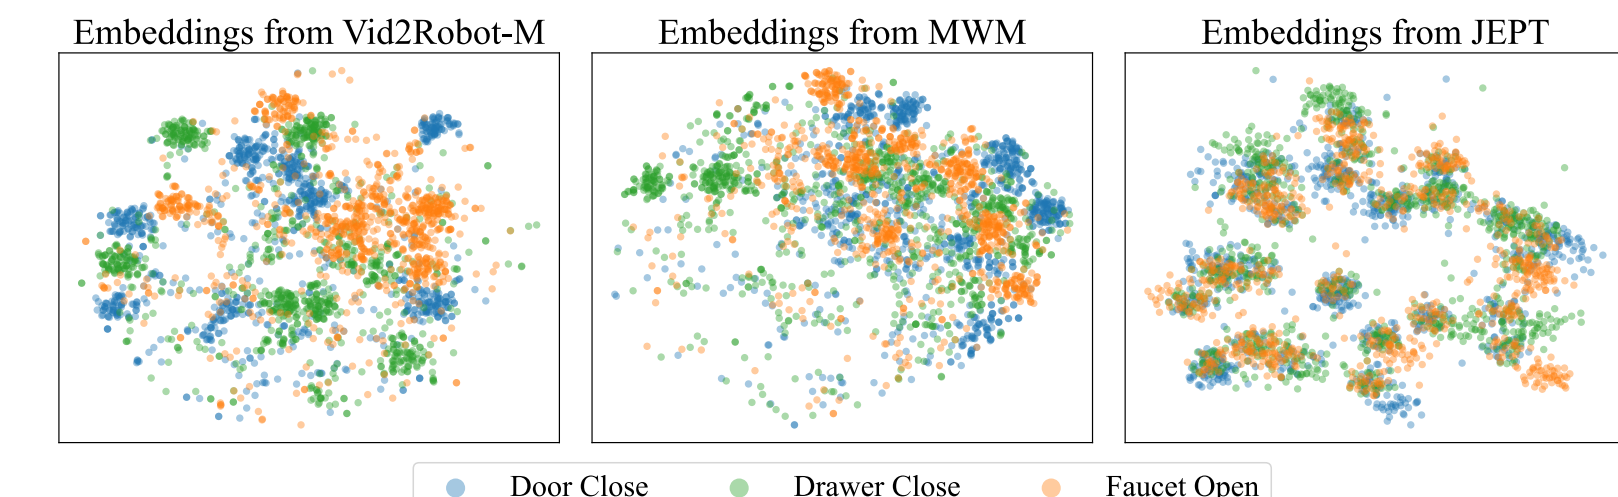 Embeddings from Vid2Robot-M
Embeddings from MWM
Embeddings from JEPT
Door Close
Drawer Close
Faucet Open